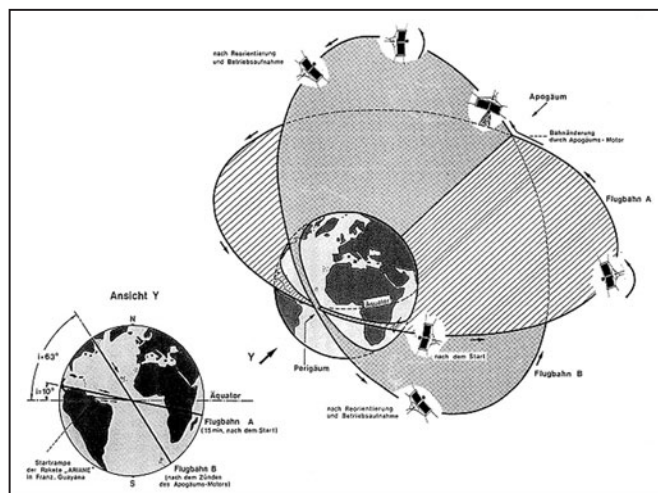 nach Reorientierung
und Betriebsaufnahme
Apogäum
Bahnänderung
durch Apogäums-Motor
Flugbahn A
Äquator
nach dem Start
Perigäum
Y
Flugbahn B
nach Reorientierung
und Betriebsaufnahme
Ansicht Y
N
i=63°
i=10°
Äquator
Flugbahn A
(15 min. nach dem Start)
Startrampe
der Rakete „ARIANE"
in Franz. Guayana
Flugbahn B
(nach dem Zünden
des Apogäums-Motors)
S